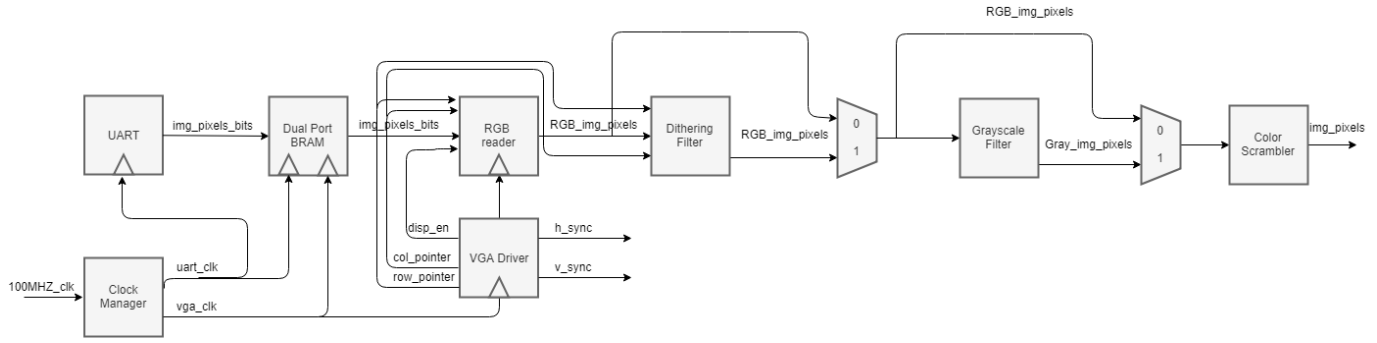 RGB_img_pixels
UART
img_pixels_bits
Dual Port
BRAM
img_pixels_bits
RGB
reader
RGB_img_pixels
Dithering
Filter
RGB_img_pixels
0
1
Grayscale
Filter
Gray_img_pixels
0
1
Color
Scrambler
img_pixels
disp_en
col_pointer
row_pointer
VGA Driver
h_sync
v_sync
100MHZ_clk
Clock
Manager
uart_clk
vga_clk